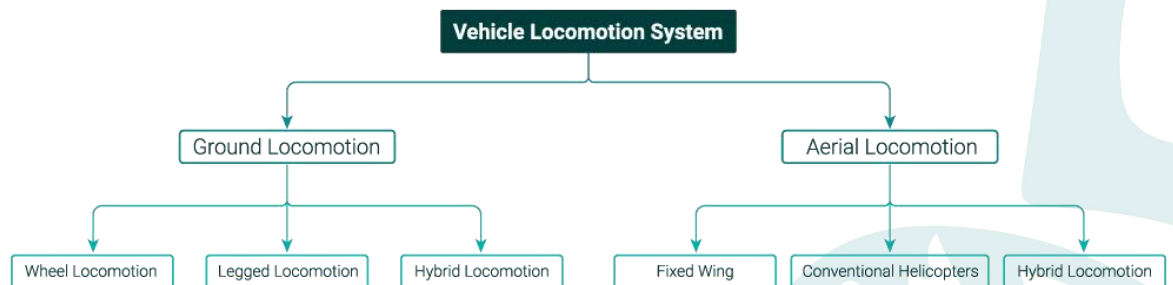 Vehicle Locomotion System
Ground Locomotion
Aerial Locomotion
Wheel Locomotion
Legged Locomotion
Hybrid Locomotion
Fixed Wing
Conventional Helicopters
Hybrid Locomotion